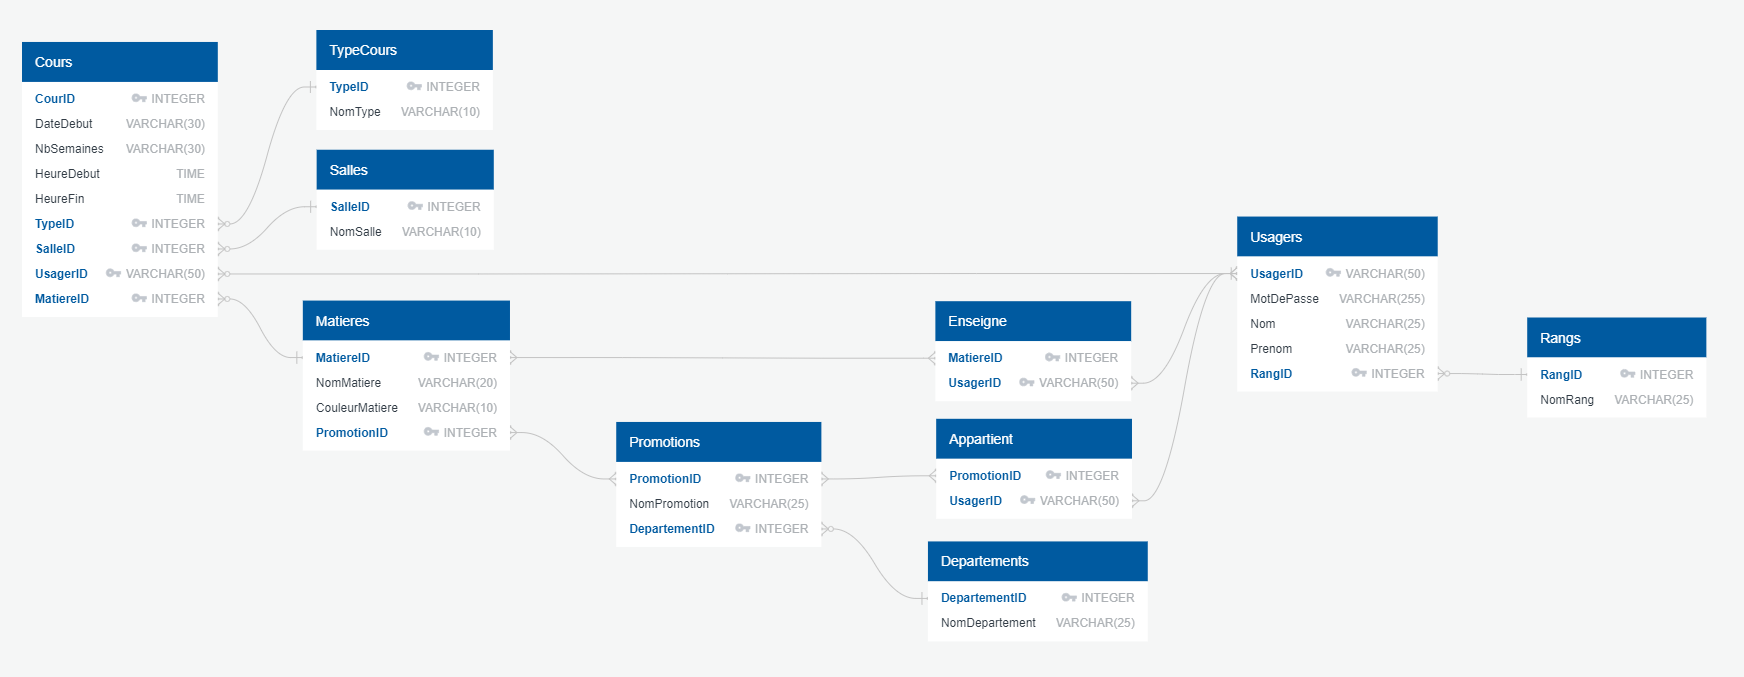 Cours
CourID INTEGER
DateDebut VARCHAR(30)
NbSemaines VARCHAR(30)
HeureDebut TIME
HeureFin TIME
TypeID INTEGER
SalleID INTEGER
UsagerID VARCHAR(50)
MatiereID INTEGER
TypeCours
TypeID INTEGER
NomType VARCHAR(10)
Salles
SalleID INTEGER
NomSalle VARCHAR(10)
Matieres
MatiereID INTEGER
NomMatiere VARCHAR(20)
CouleurMatiere VARCHAR(10)
PromotionID INTEGER
Promotions
PromotionID INTEGER
NomPromotion VARCHAR(25)
DepartementID INTEGER
Enseigne
MatiereID INTEGER
UsagerID VARCHAR(50)
Appartient
PromotionID INTEGER
UsagerID VARCHAR(50)
Departements
DepartementID INTEGER
NomDepartement VARCHAR(25)
Usagers
UsagerID VARCHAR(50)
MotDePasse VARCHAR(255)
Nom VARCHAR(25)
Prenom VARCHAR(25)
RangID INTEGER
Rangs
RangID INTEGER
NomRang VARCHAR(25)